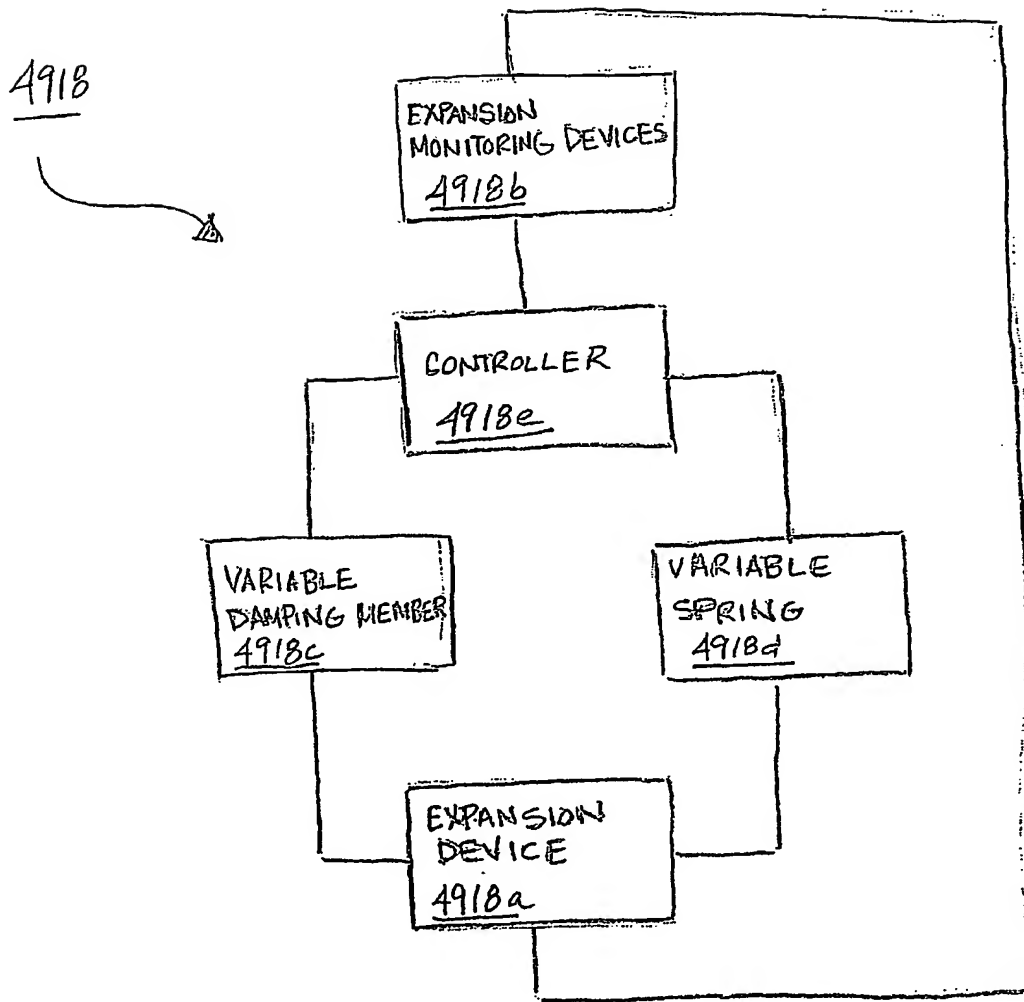 4918
EXPANSION
MONITORING DEVICES
4918b
CONTROLLER
4918e
VARIABLE
DAMPING MEMBER
4918c
VARIABLE
SPRING
4918d
EXPANSION
DEVICE
4918a